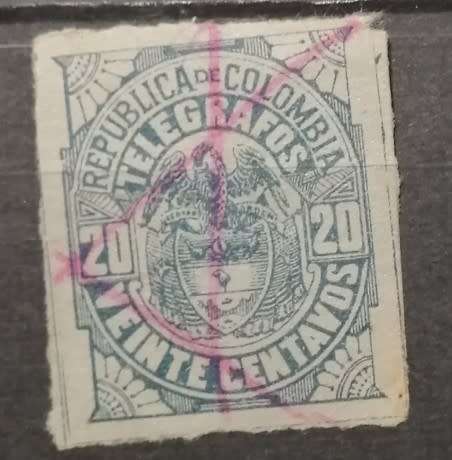 REPUBLICA DE COLOMBIA
TELEGRAFOS
20 20
VEINTE CENTAVOS